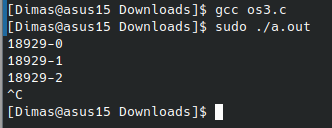 [Dimas@asus15 Downloads]$ gcc os3.c
[Dimas@asus15 Downloads]$ sudo ./a.out
18929-0
18929-1
18929-2
^C
[Dimas@asus15 Downloads]$